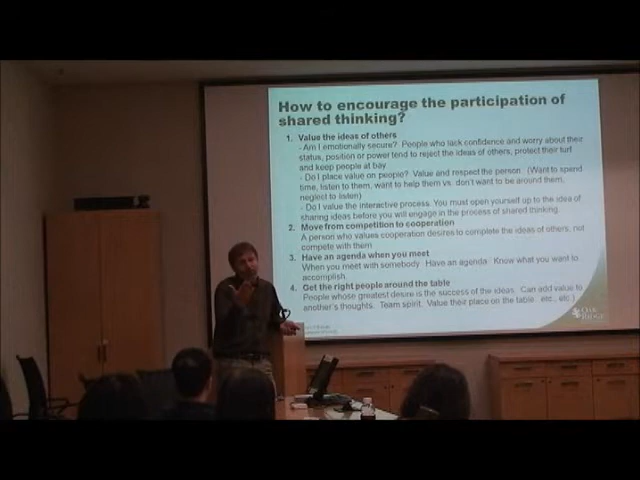 How to encourage the participation of
shared thinking?
1. Value the ideas of others
- Am I emotionally secure? People who lack confidence and worry about their
status, position or power tend to reject the ideas of others, protect their turf
and keep people at bay
- Do I place value on people? Value and respect the person (Want to spend
time, listen to them, want to help them vs. don't want to be around them,
neglect to listen)
- Do I value the interactive process. You must open yourself up to the idea of
sharing ideas before you will engage in the process of shared thinking.
2. Move from competition to cooperation
A person who values cooperation desires to complete the ideas of others, not
compete with them
3. Have an agenda when you meet
When you meet with somebody Have an agenda Know what you want to
accomplish.
4. Get the right people around the table
People whose greatest desire is the success of the ideas. Can add value to
another's thoughts. Team spirit. Value their place on the table. etc., etc.)
OAK
RIDGE